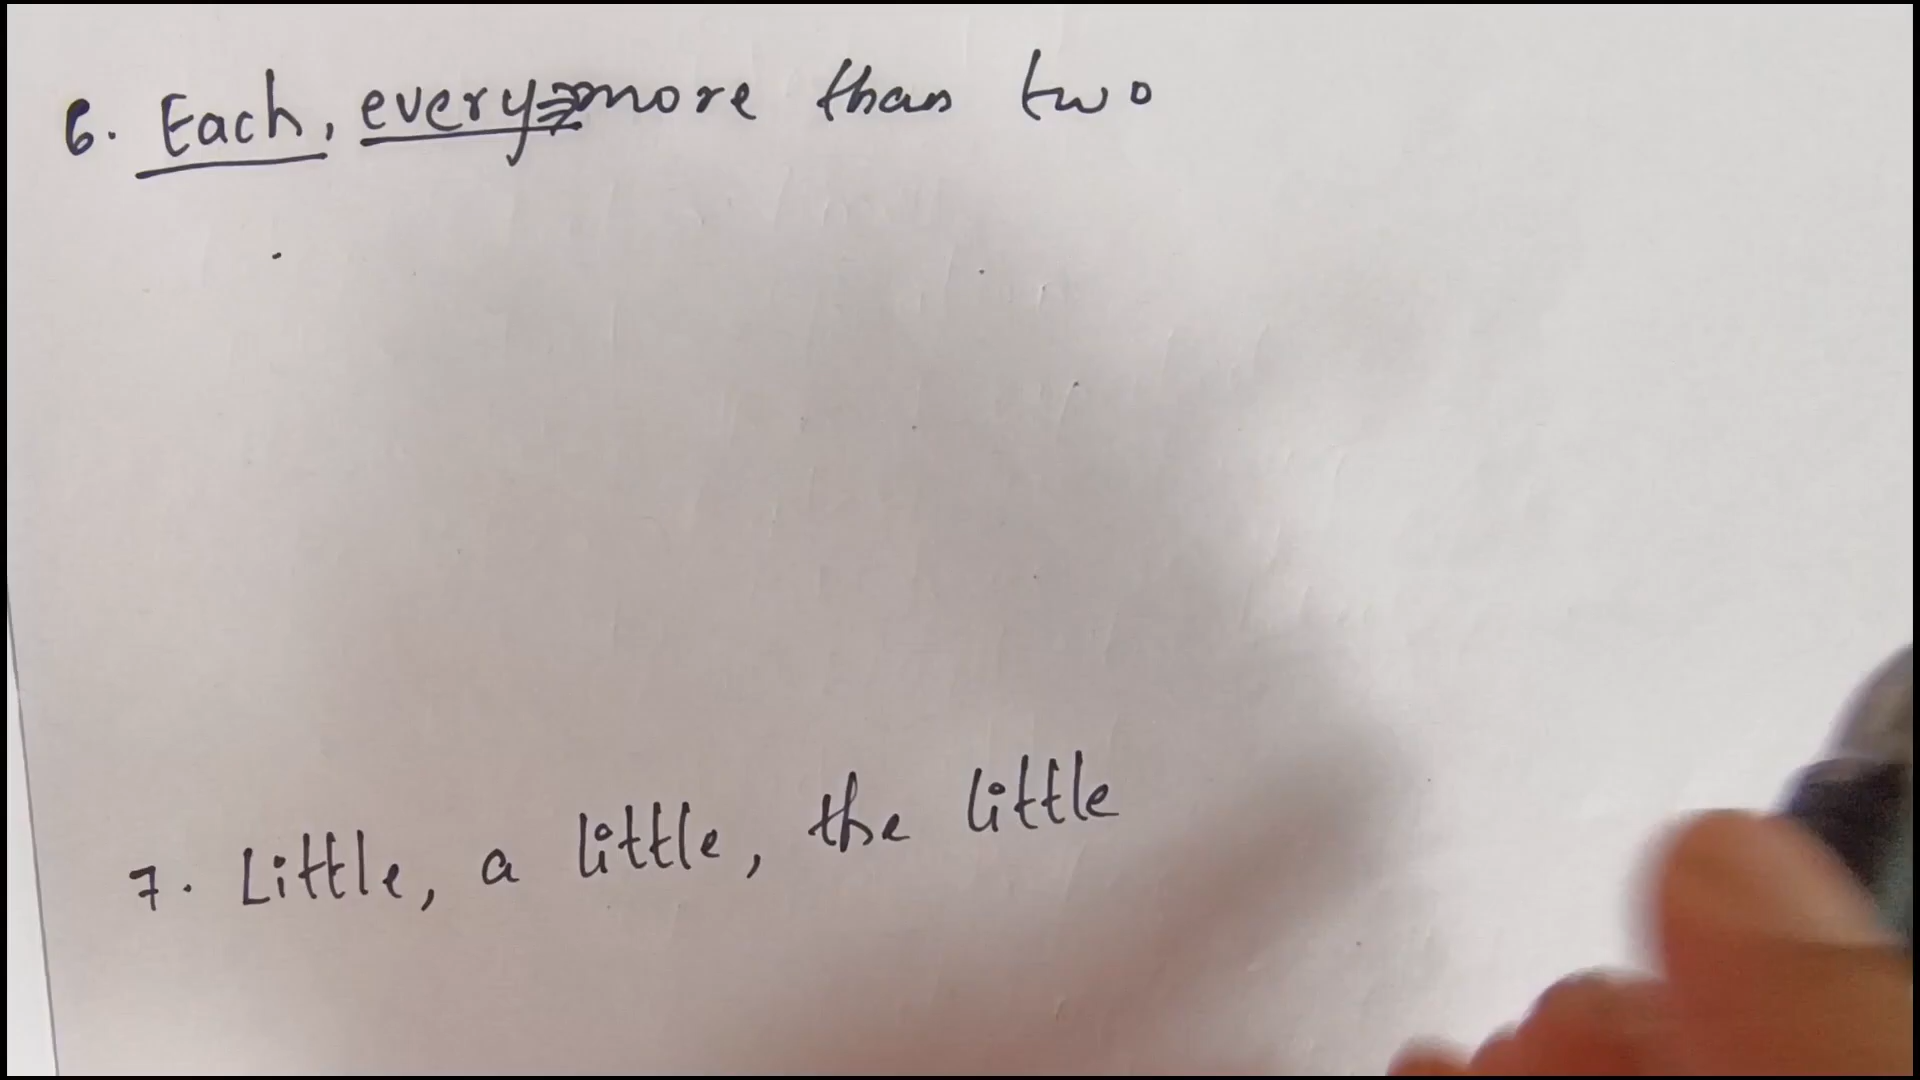 6. Each, every⇒more than two
7. Little, a little, the little